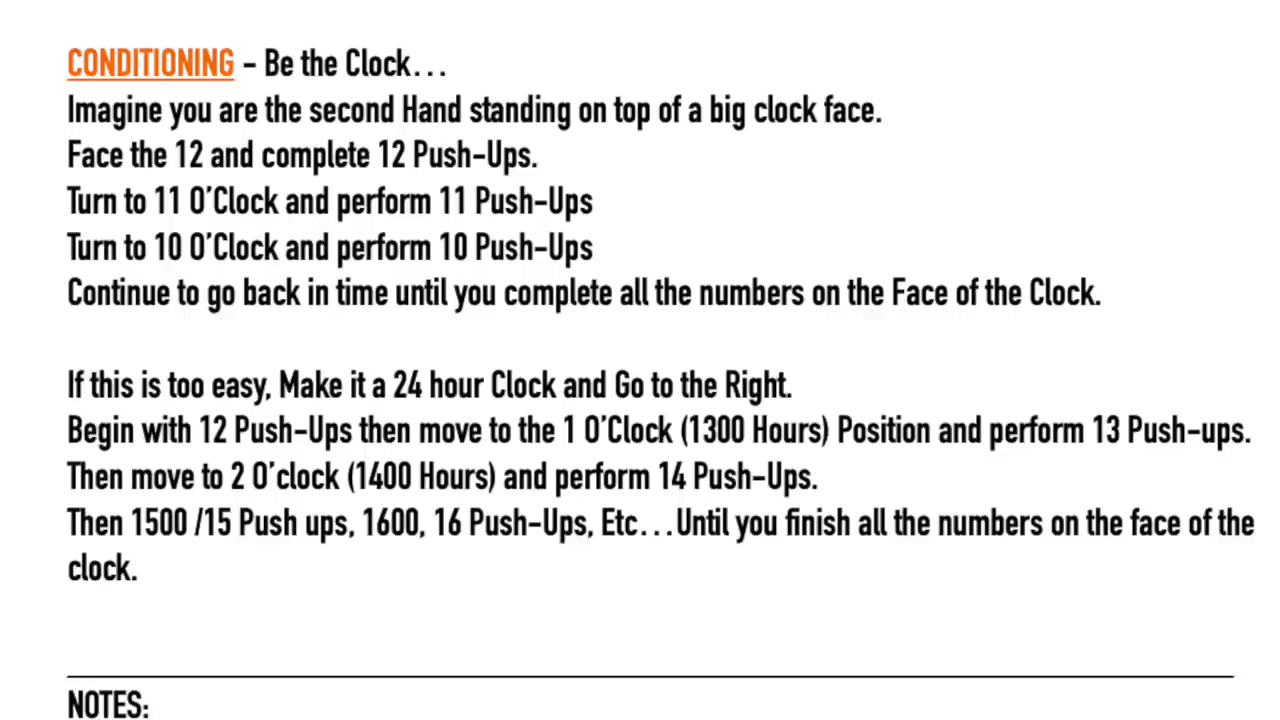 CONDITIONING – Be the Clock...
Imagine you are the second Hand standing on top of a big clock face.
Face the 12 and complete 12 Push-Ups.
Turn to 11 O'Clock and perform 11 Push-Ups
Turn to 10 O'Clock and perform 10 Push-Ups
Continue to go back in time until you complete all the numbers on the Face of the Clock.
If this is too easy, Make it a 24 hour Clock and Go to the Right.
Begin with 12 Push-Ups then move to the 1 O'Clock (1300 Hours) Position and perform 13 Push-ups.
Then move to 2 O'clock (1400 Hours) and perform 14 Push-Ups.
Then 1500 /15 Push ups, 1600, 16 Push-Ups, Etc...Until you finish all the numbers on the face of the
clock.
NOTES: